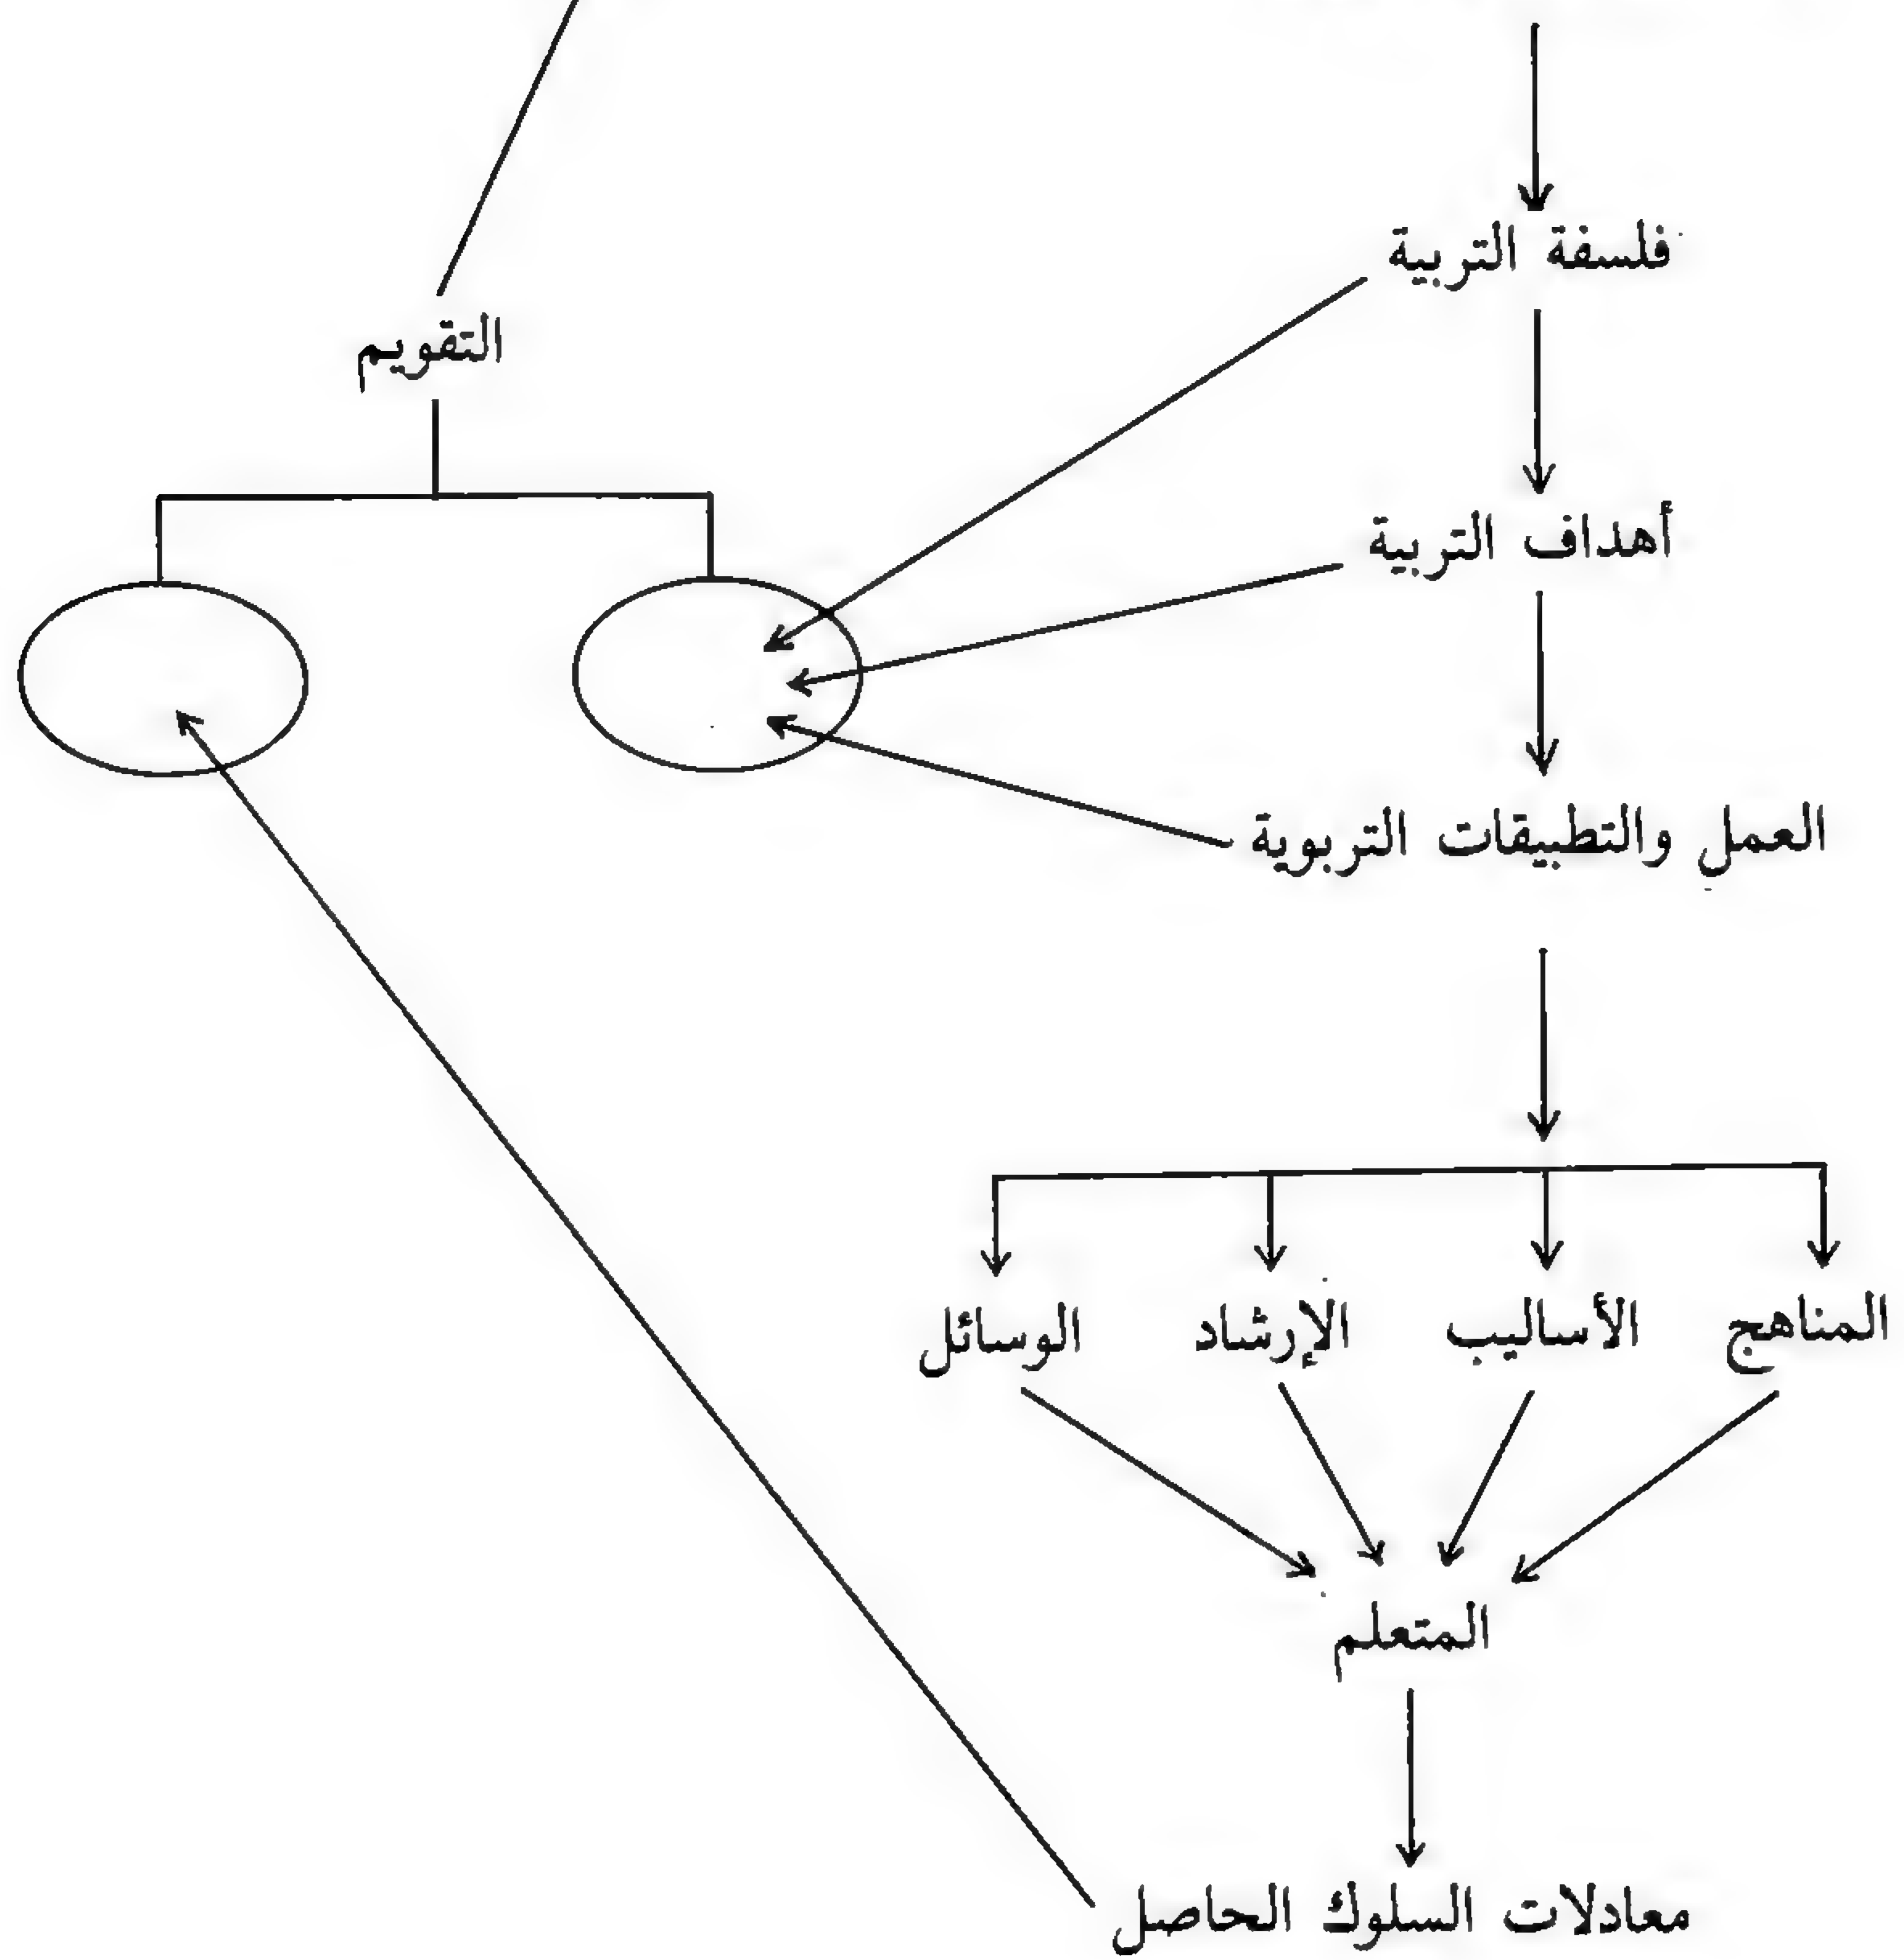 فلسفة التربية
التقويم
أهداف التربية
العمل والتطبيقات التربوية
المناهج
الأساليب
الإرشاد
الوسائل
المتعلم
معادلات السلوك الحاصل